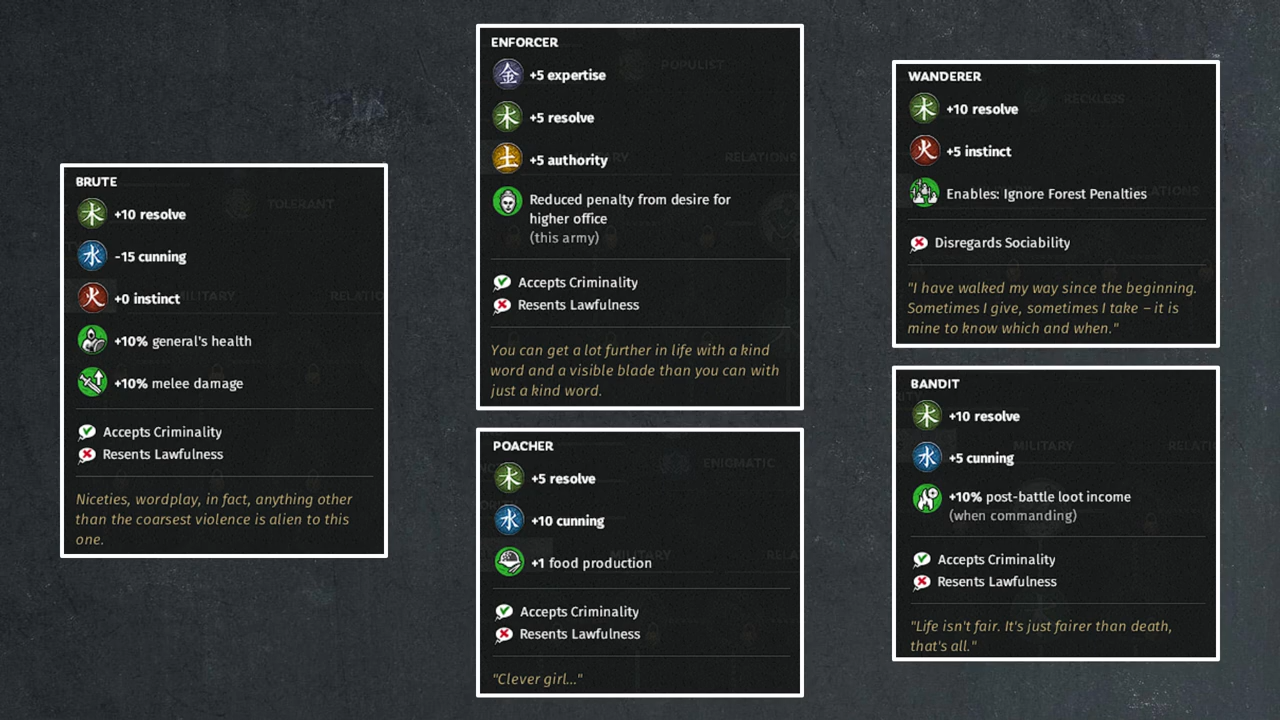 BRUTE
木 +10 resolve
水 -15 cunning
火 +0 instinct
+10% general's health
+10% melee damage
Accepts Criminality
Resents Lawfulness
Niceties, wordplay, in fact, anything other
than the coarsest violence is alien to this
one.
TOLERANT
MILITARY
ENFORCER
金 +5 expertise
木 +5 resolve
土 +5 authority
Reduced penalty from desire for
higher office
(this army)
Accepts Criminality
Resents Lawfulness
You can get a lot further in life with a kind
word and a visible blade than you can with
just a kind word.
POPULIST
RELATIONS
POACHER
木 +5 resolve
水 +10 cunning
+1 food production
Accepts Criminality
Resents Lawfulness
"Clever girl..."
ENIGMATIC
MILITARY
WANDERER
木 +10 resolve
火 +5 instinct
Enables: Ignore Forest Penalties
Disregards Sociability
"I have walked my way since the beginning.
Sometimes I give, sometimes I take – it is
mine to know which and when."
RECKLESS
BANDIT
木 +10 resolve
水 +5 cunning
+10% post-battle loot income
(when commanding)
Accepts Criminality
Resents Lawfulness
"Life isn't fair. It's just fairer than death,
that's all."
MILITARY